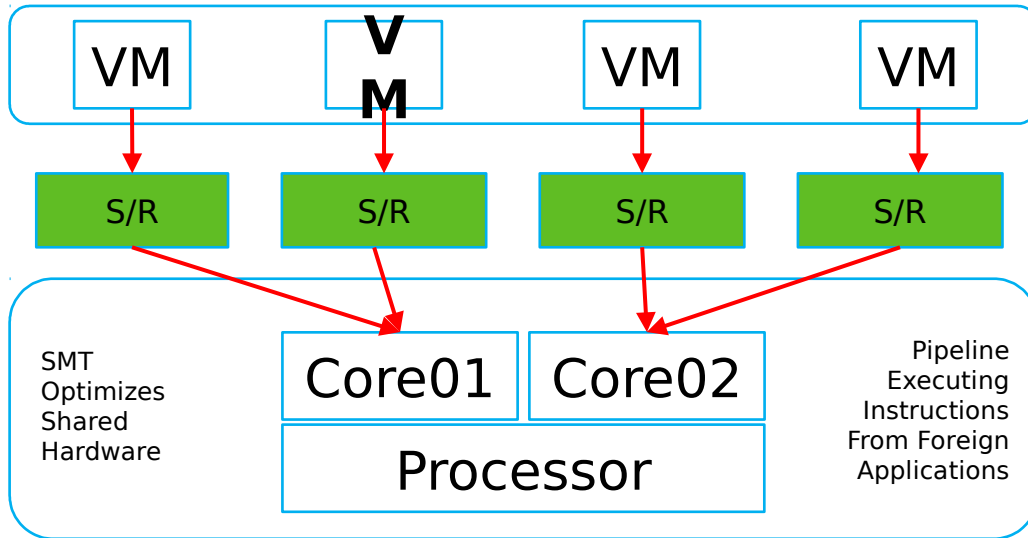 VM
V
M
VM
VM
S/R
S/R
S/R
S/R
SMT
Optimizes
Shared
Hardware
Core01
Core02
Processor
Pipeline
Executing
Instructions
From Foreign
Applications